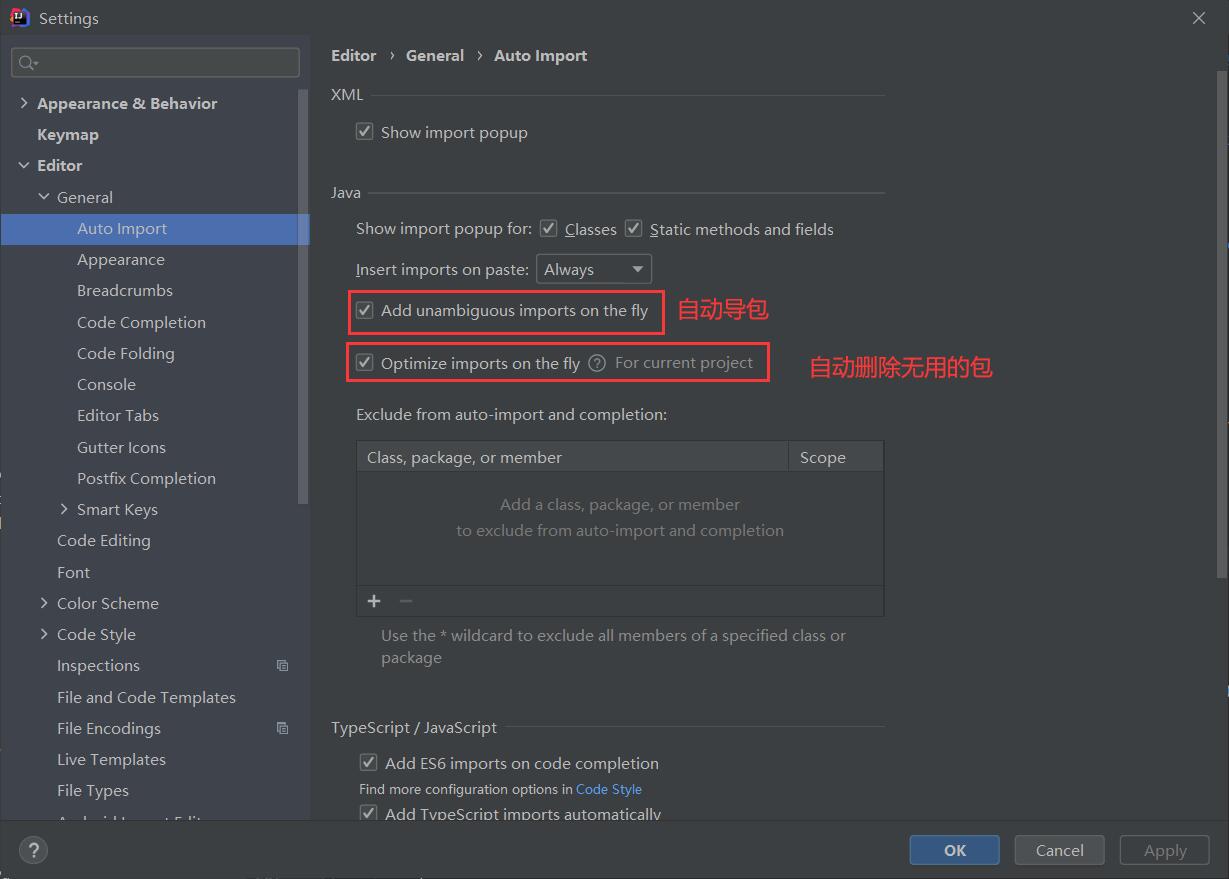 Settings
Appearance & Behavior
Keymap
Editor
General
Auto Import
Appearance
Breadcrumbs
Code Completion
Code Folding
Console
Editor Tabs
Gutter Icons
Postfix Completion
Smart Keys
Code Editing
Font
Color Scheme
Code Style
Inspections
File and Code Templates
File Encodings
Live Templates
File Types
Editor › General › Auto Import
XML
Show import popup
Java
Show import popup for: Classes Static methods and fields
Insert imports on paste: Always
Add unambiguous imports on the fly 自动导包
Optimize imports on the fly ? For current project 自动删除无用的包
Exclude from auto-import and completion:
Class, package, or member Scope
Add a class, package, or member
to exclude from auto-import and completion
Use the * wildcard to exclude all members of a specified class or
package
TypeScript / JavaScript
Add ES6 imports on code completion
Find more configuration options in Code Style
Add TypeScript imports automatically
? OK Cancel Apply